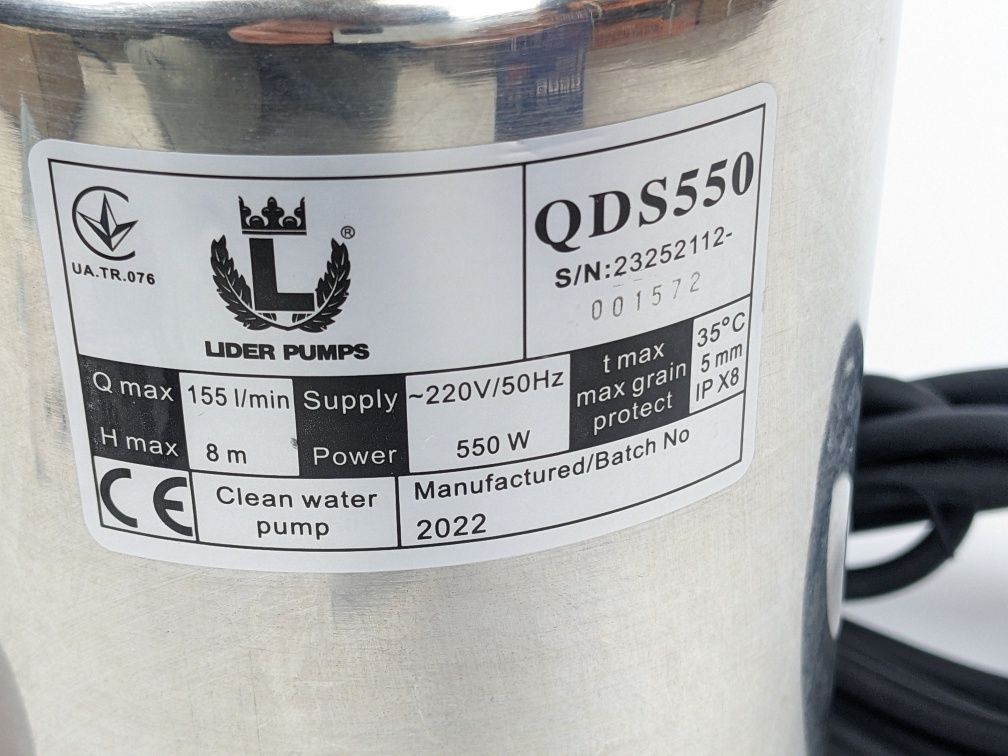 UA.TR.076
L ®
LIDER PUMPS
QDS550
S/N:23252112-
001572
Q max 155 l/min
H max 8 m
Supply ~220V/50Hz
Power 550 W
t max 35°C
max grain 5 mm
protect IP X8
CE
Clean water
pump
Manufactured/Batch No
2022